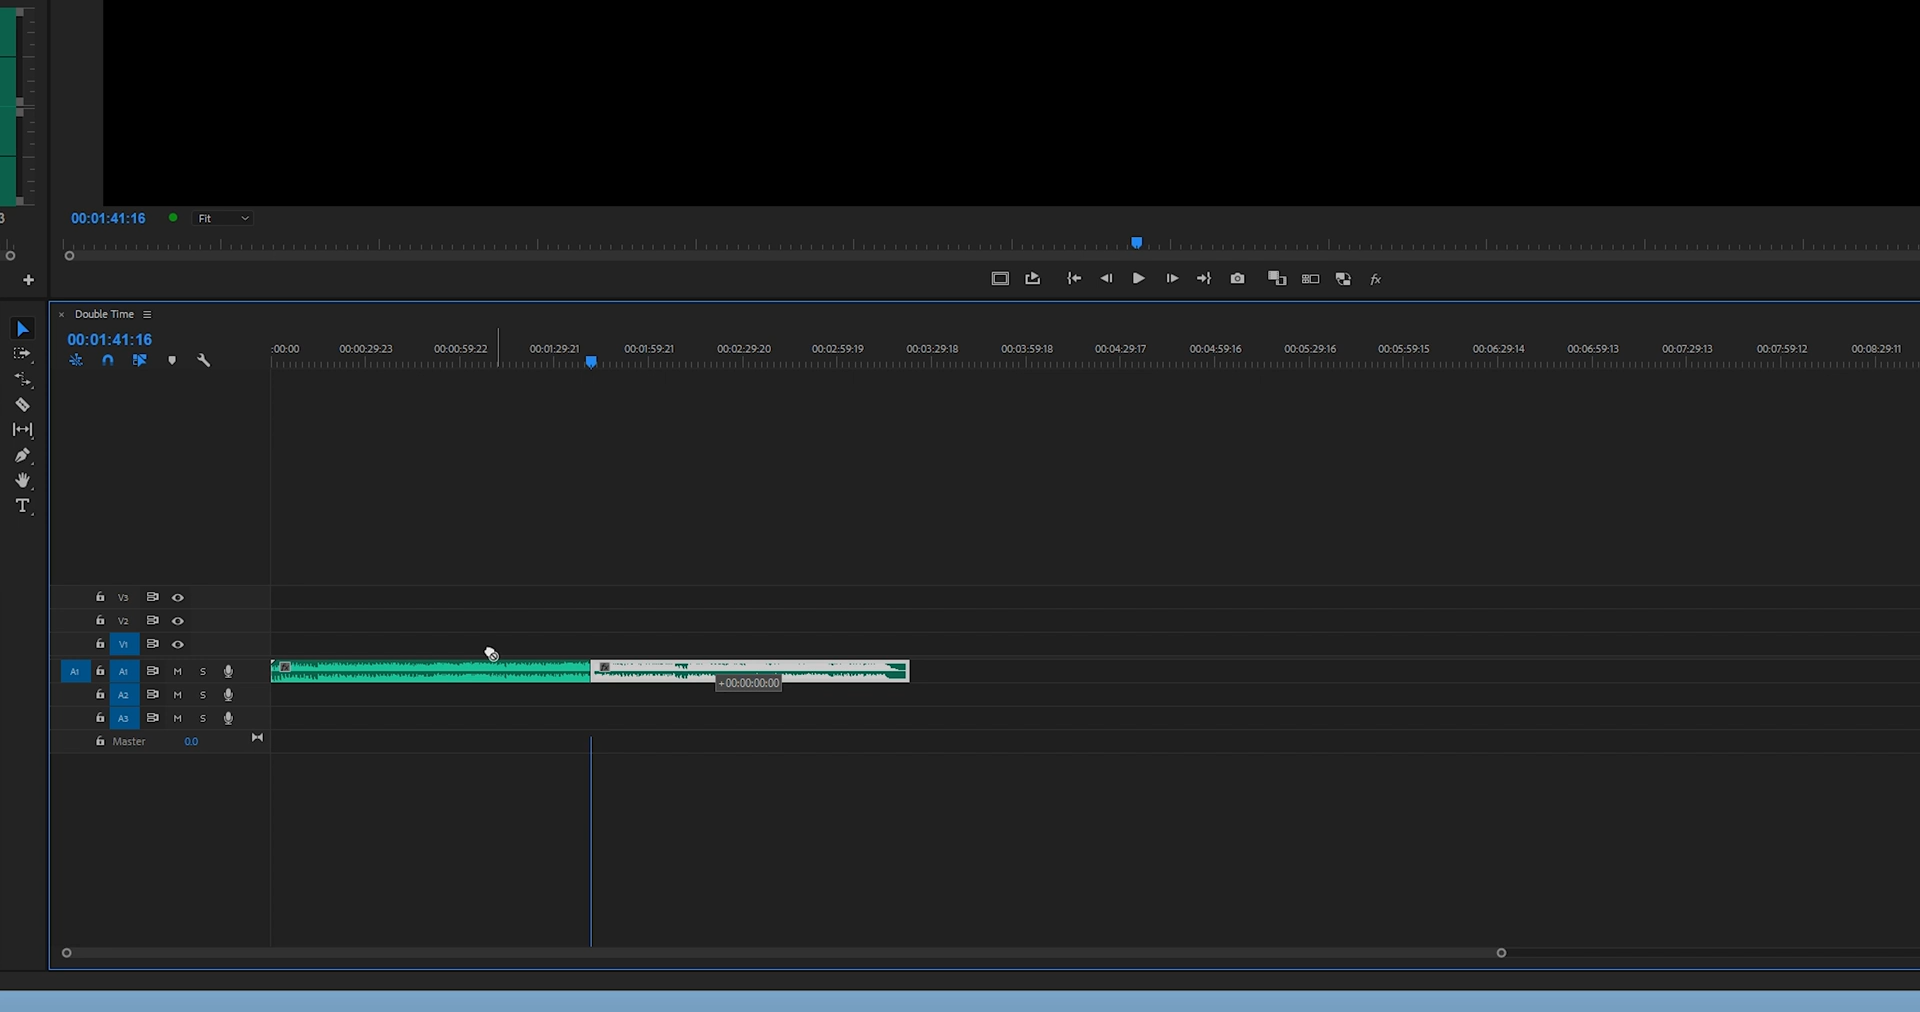 3
00:01:41:16 Fit
fx
Double Time
00:01:41:16
:00:00 00:00:29:23 00:00:59:22 00:01:29:21 00:01:59:21 00:02:29:20 00:02:59:19 00:03:29:18 00:03:59:18 00:04:29:17 00:04:59:16 00:05:29:16 00:05:59:15 00:06:29:14 00:06:59:13 00:07:29:13 00:07:59:12 00:08:29:11
T
V3
V2
V1
A1 A1 M S fx fx
+00:00:00:00
A2 M S
A3 M S
Master 0.0